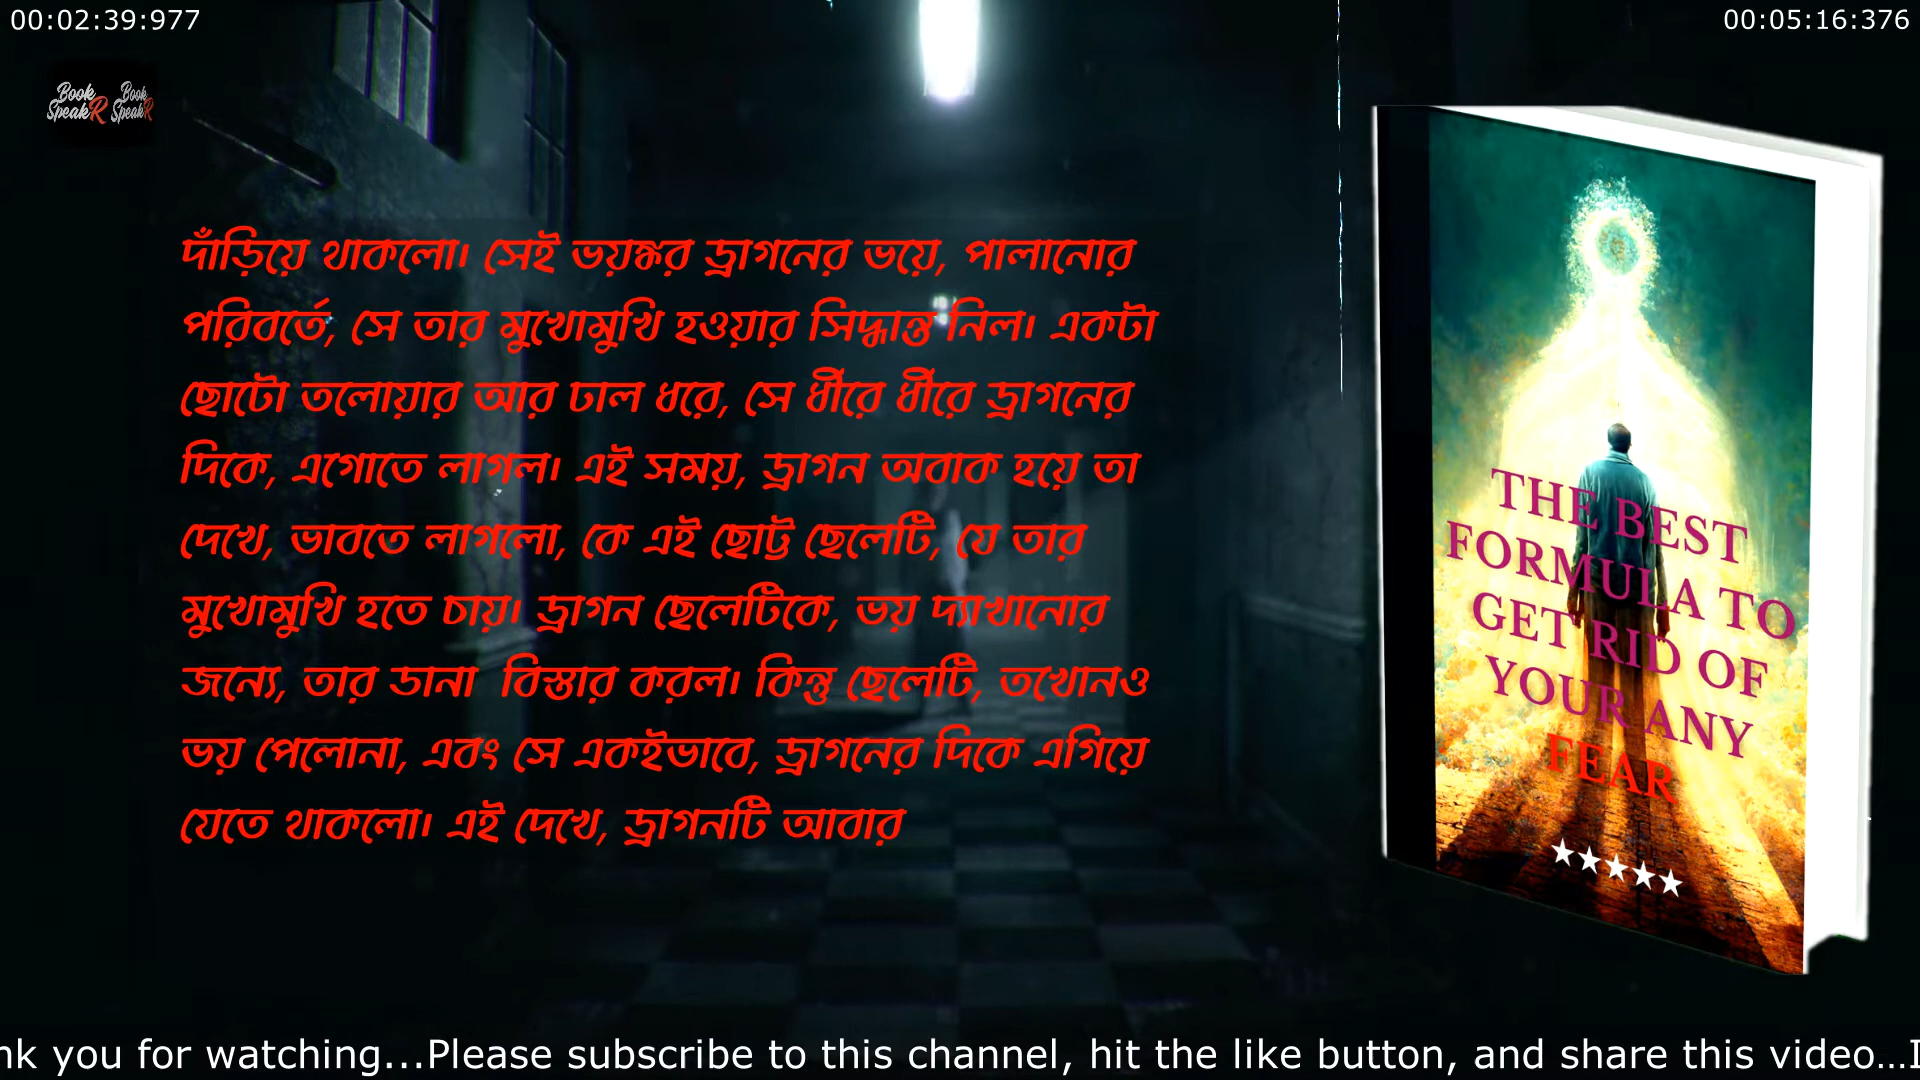 00:02:39:977
00:05:16:376
Book
SpeakR
Book
SpeakR
দাঁড়িয়ে থাকলো। সেই ভয়ঙ্কর ড্রাগনের ভয়ে, পালানোর
পরিবর্তে, সে তার মুখোমুখি হওয়ার সিদ্ধান্ত নিল। একটা
ছোটো তলোয়ার আর ঢাল ধরে, সে ধীরে ধীরে ড্রাগনের
দিকে, এগোতে লাগল। এই সময়, ড্রাগন অবাক হয়ে তা
দেখে, ভাবতে লাগলো, কে এই ছোট্ট ছেলেটি, যে তার
মুখোমুখি হতে চায়। ড্রাগন ছেলেটিকে, ভয় দ্যাখানোর
জন্যে, তার ডানা  বিস্তার করল। কিন্তু ছেলেটি, তখোনও
ভয় পেলোনা, এবং সে একইভাবে, ড্রাগনের দিকে এগিয়ে
যেতে থাকলো। এই দেখে, ড্রাগনটি আবার
THE BEST
FORMULA TO
GET RID OF
YOUR ANY
FEAR
nk you for watching...Please subscribe to this channel, hit the like button, and share this video...